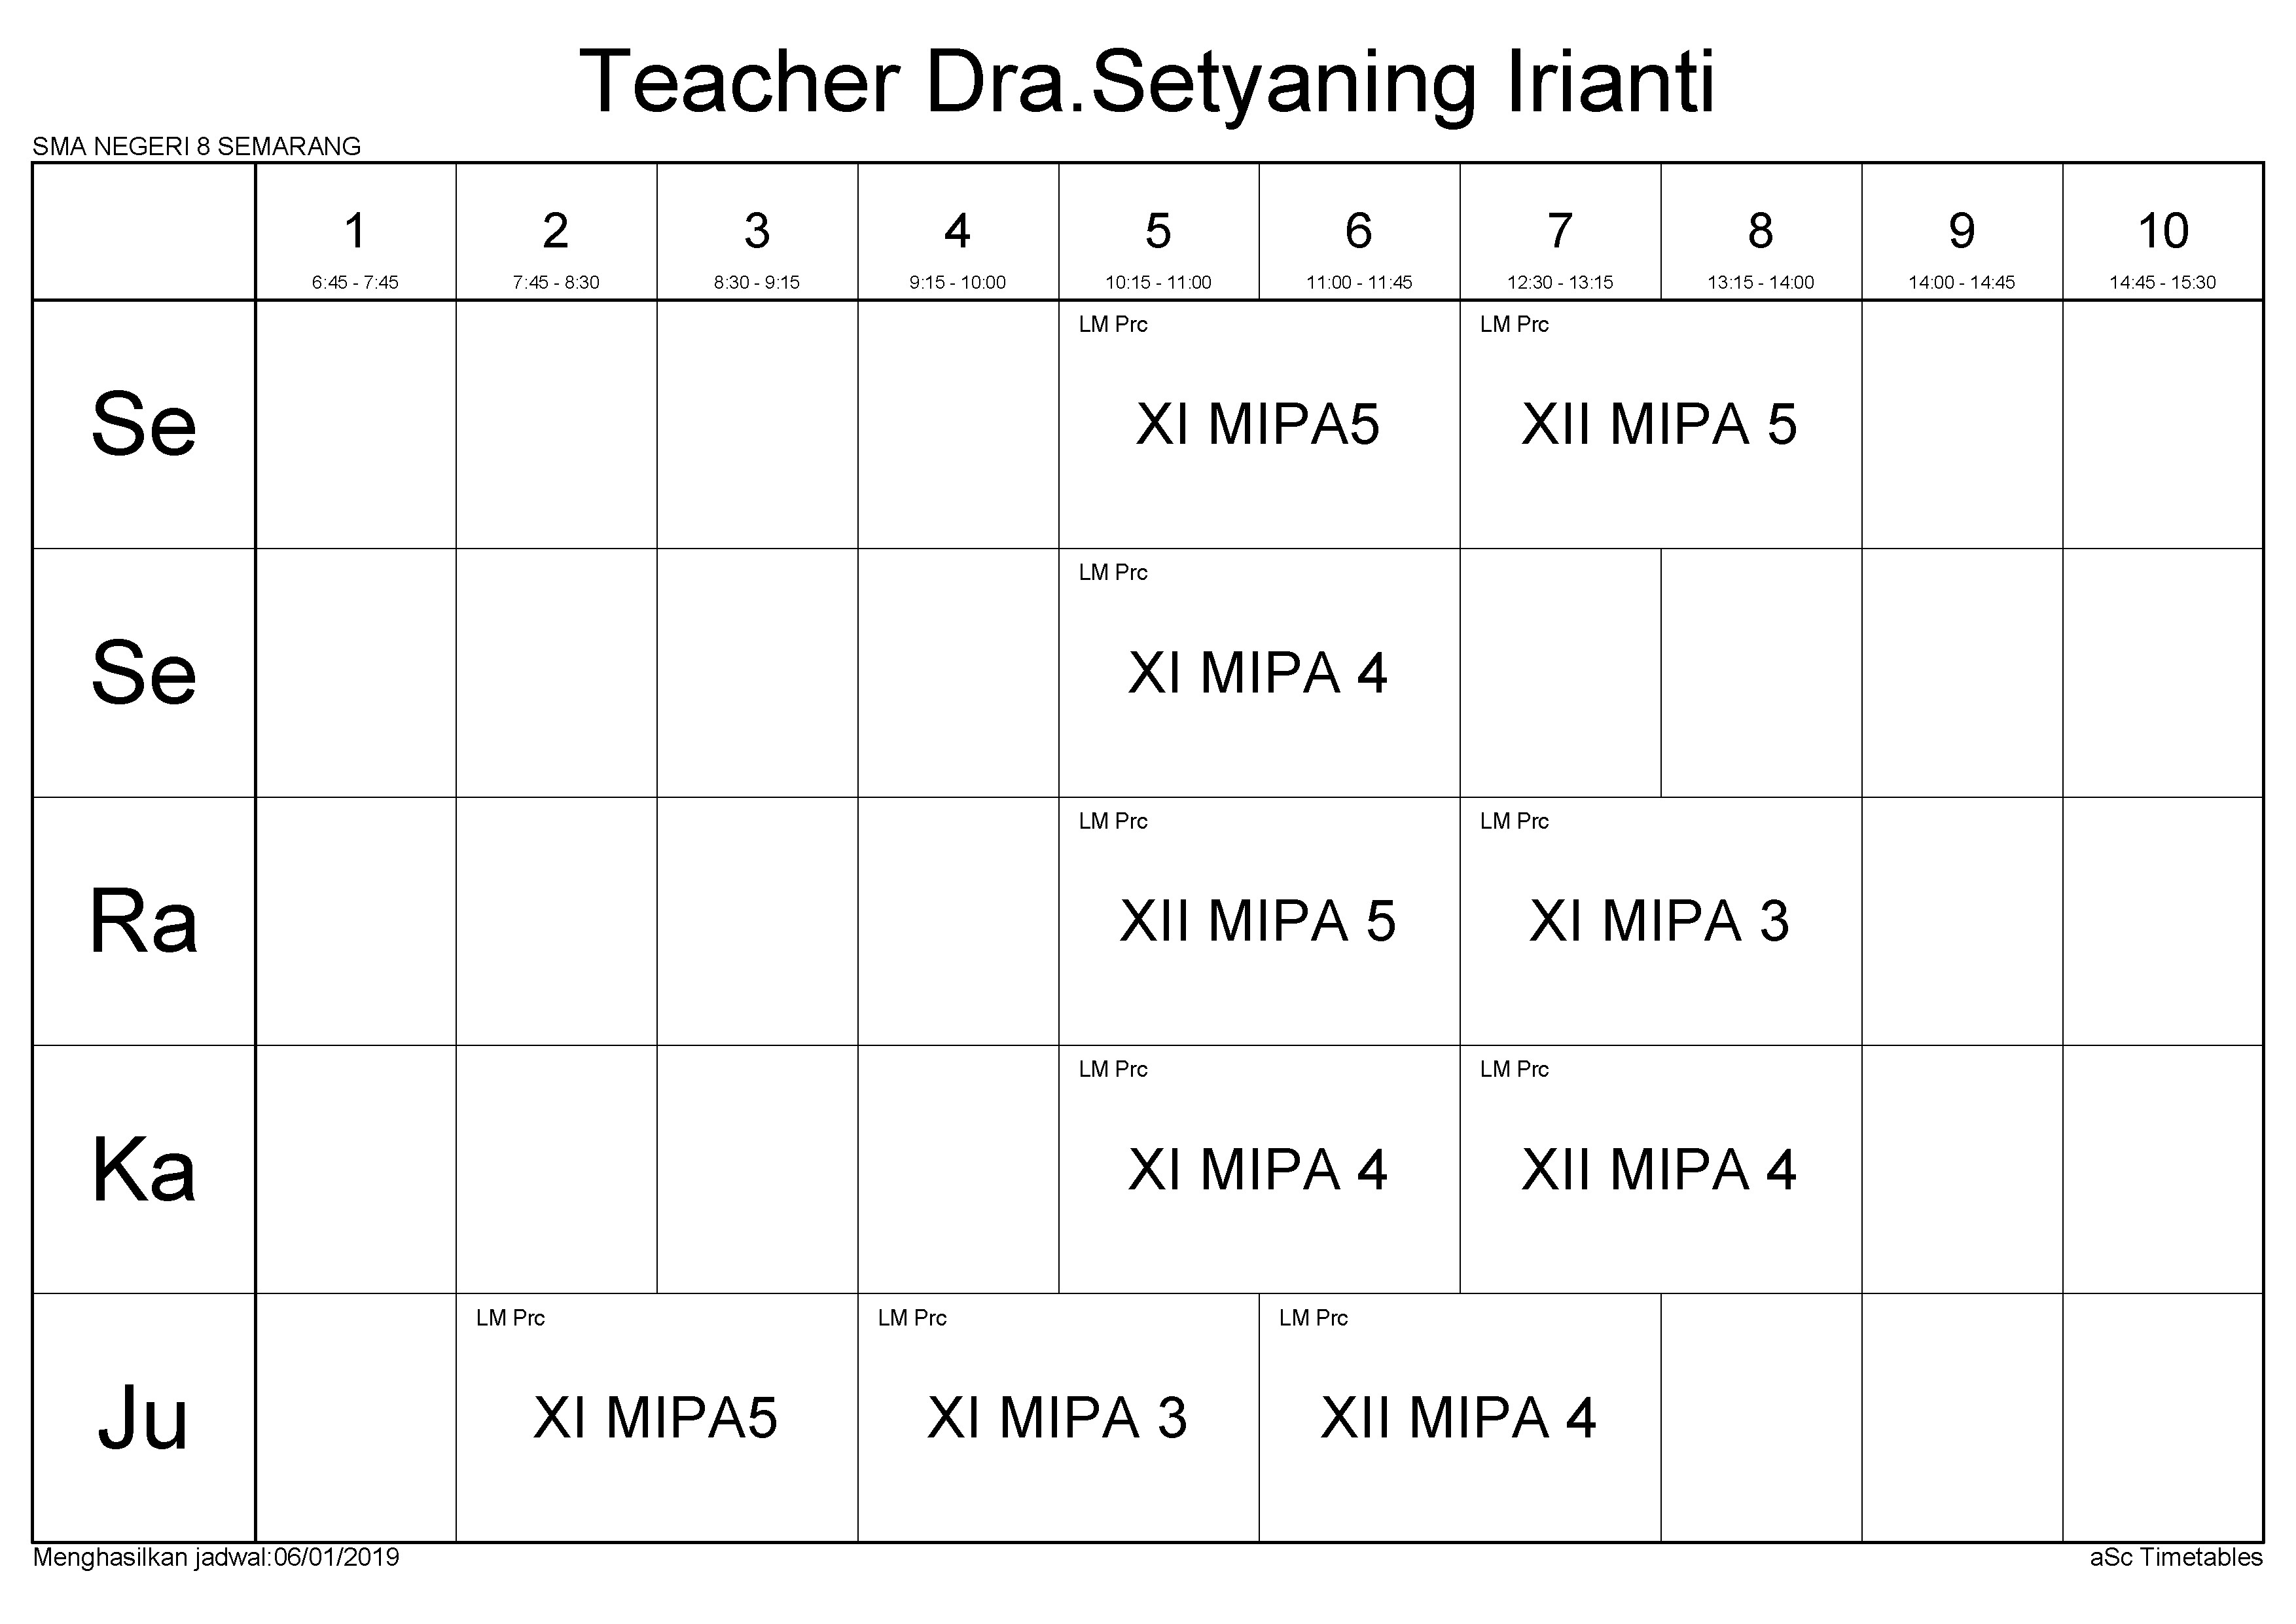 Teacher Dra.Setyaning Irianti
SMA NEGERI 8 SEMARANG
1 2 3 4 5 6 7 8 9 10
6:45 - 7:45 7:45 - 8:30 8:30 - 9:15 9:15 - 10:00 10:15 - 11:00 11:00 - 11:45 12:30 - 13:15 13:15 - 14:00 14:00 - 14:45 14:45 - 15:30
LM Prc LM Prc
Se XI MIPA5 XII MIPA 5
LM Prc
Se XI MIPA 4
LM Prc LM Prc
Ra XII MIPA 5 XI MIPA 3
LM Prc LM Prc
Ka XI MIPA 4 XII MIPA 4
LM Prc LM Prc LM Prc
Ju XI MIPA5 XI MIPA 3 XII MIPA 4
Menghasilkan jadwal:06/01/2019 aSc Timetables